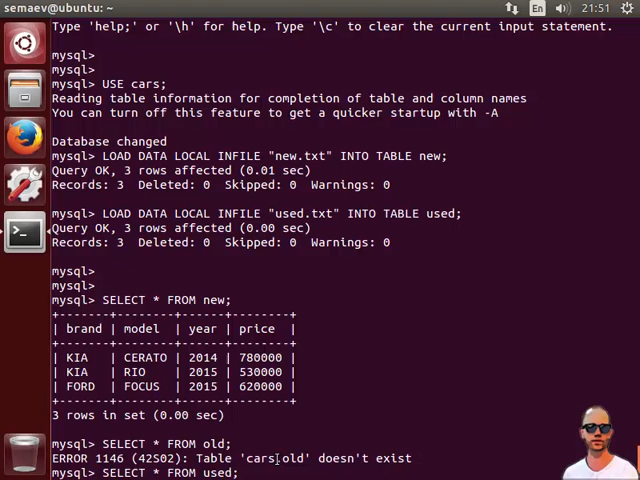 semaev@ubuntu: ~
En
21:51
Type 'help;' or '\h' for help. Type '\c' to clear the current input statement.
mysql>
mysql>
mysql> USE cars;
Reading table information for completion of table and column names
You can turn off this feature to get a quicker startup with -A
Database changed
mysql> LOAD DATA LOCAL INFILE "new.txt" INTO TABLE new;
Query OK, 3 rows affected (0.01 sec)
Records: 3  Deleted: 0  Skipped: 0  Warnings: 0
mysql> LOAD DATA LOCAL INFILE "used.txt" INTO TABLE used;
Query OK, 3 rows affected (0.00 sec)
Records: 3  Deleted: 0  Skipped: 0  Warnings: 0
mysql>
mysql>
mysql> SELECT * FROM new;
+-------+--------+------+--------+
| brand | model  | year | price  |
+-------+--------+------+--------+
| KIA   | CERATO | 2014 | 780000 |
| KIA   | RIO    | 2015 | 530000 |
| FORD  | FOCUS  | 2015 | 620000 |
+-------+--------+------+--------+
3 rows in set (0.00 sec)
mysql> SELECT * FROM old;
ERROR 1146 (42S02): Table 'cars.old' doesn't exist
mysql> SELECT * FROM used;